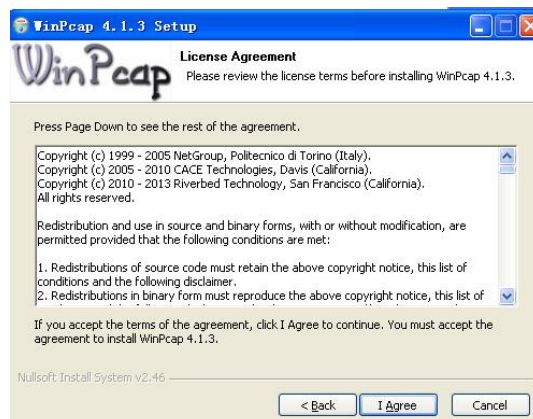 WinPcap 4.1.3 Setup
WinPcap
License Agreement
Please review the license terms before installing WinPcap 4.1.3.
Press Page Down to see the rest of the agreement.
Copyright (c) 1999 - 2005 NetGroup, Politecnico di Torino (Italy).
Copyright (c) 2005 - 2010 CACE Technologies, Davis (California).
Copyright (c) 2010 - 2013 Riverbed Technology, San Francisco (California).
All rights reserved.
Redistribution and use in source and binary forms, with or without modification, are
permitted provided that the following conditions are met:
1. Redistributions of source code must retain the above copyright notice, this list of
conditions and the following disclaimer.
2. Redistributions in binary form must reproduce the above copyright notice, this list of
If you accept the terms of the agreement, click I Agree to continue. You must accept the
agreement to install WinPcap 4.1.3.
Nullsoft Install System v2.46
< Back
I Agree
Cancel